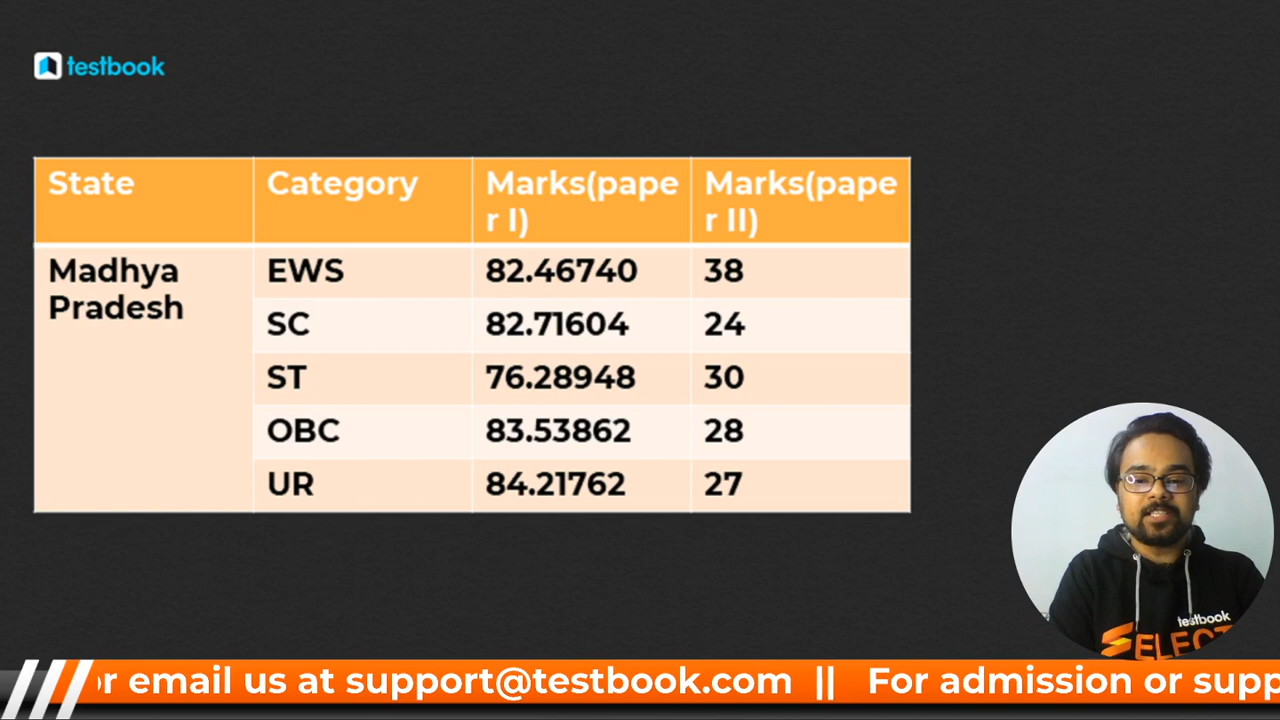 testbook
State Category Marks(pape Marks(pape
r I) r II)
Madhya EWS 82.46740 38
Pradesh
SC 82.71604 24
ST 76.28948 30
OBC 83.53862 28
UR 84.21762 27
testbook
SELECT
r email us at support@testbook.com || For admission or supp